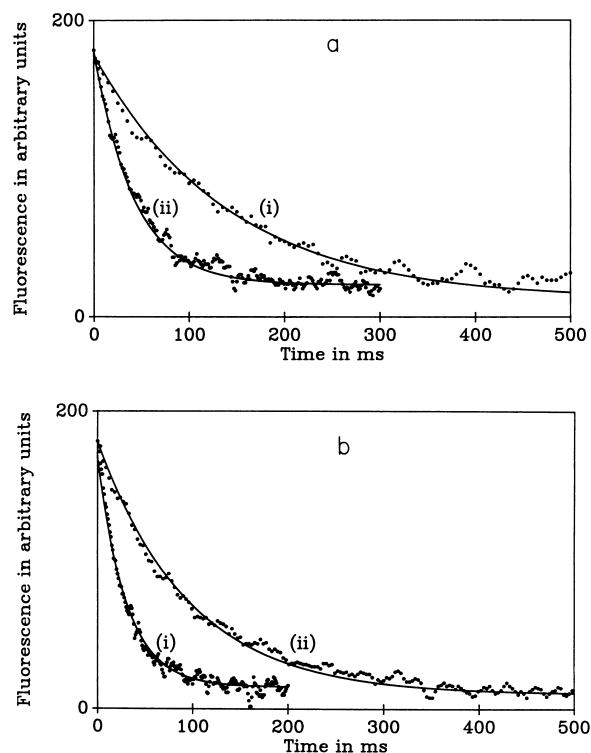 200
a
Fluorescence in arbitrary units
(ii)
(i)
0
0 100 200 300 400 500
Time in ms
200
b
Fluorescence in arbitrary units
(i)
(ii)
0
0 100 200 300 400 500
Time in ms